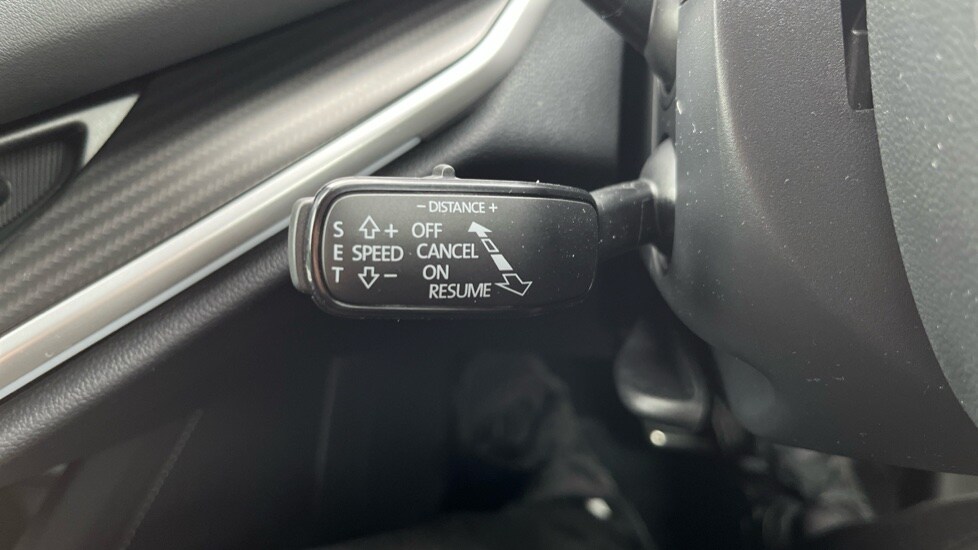 − DISTANCE +
S + OFF
E SPEED CANCEL
T − ON
RESUME